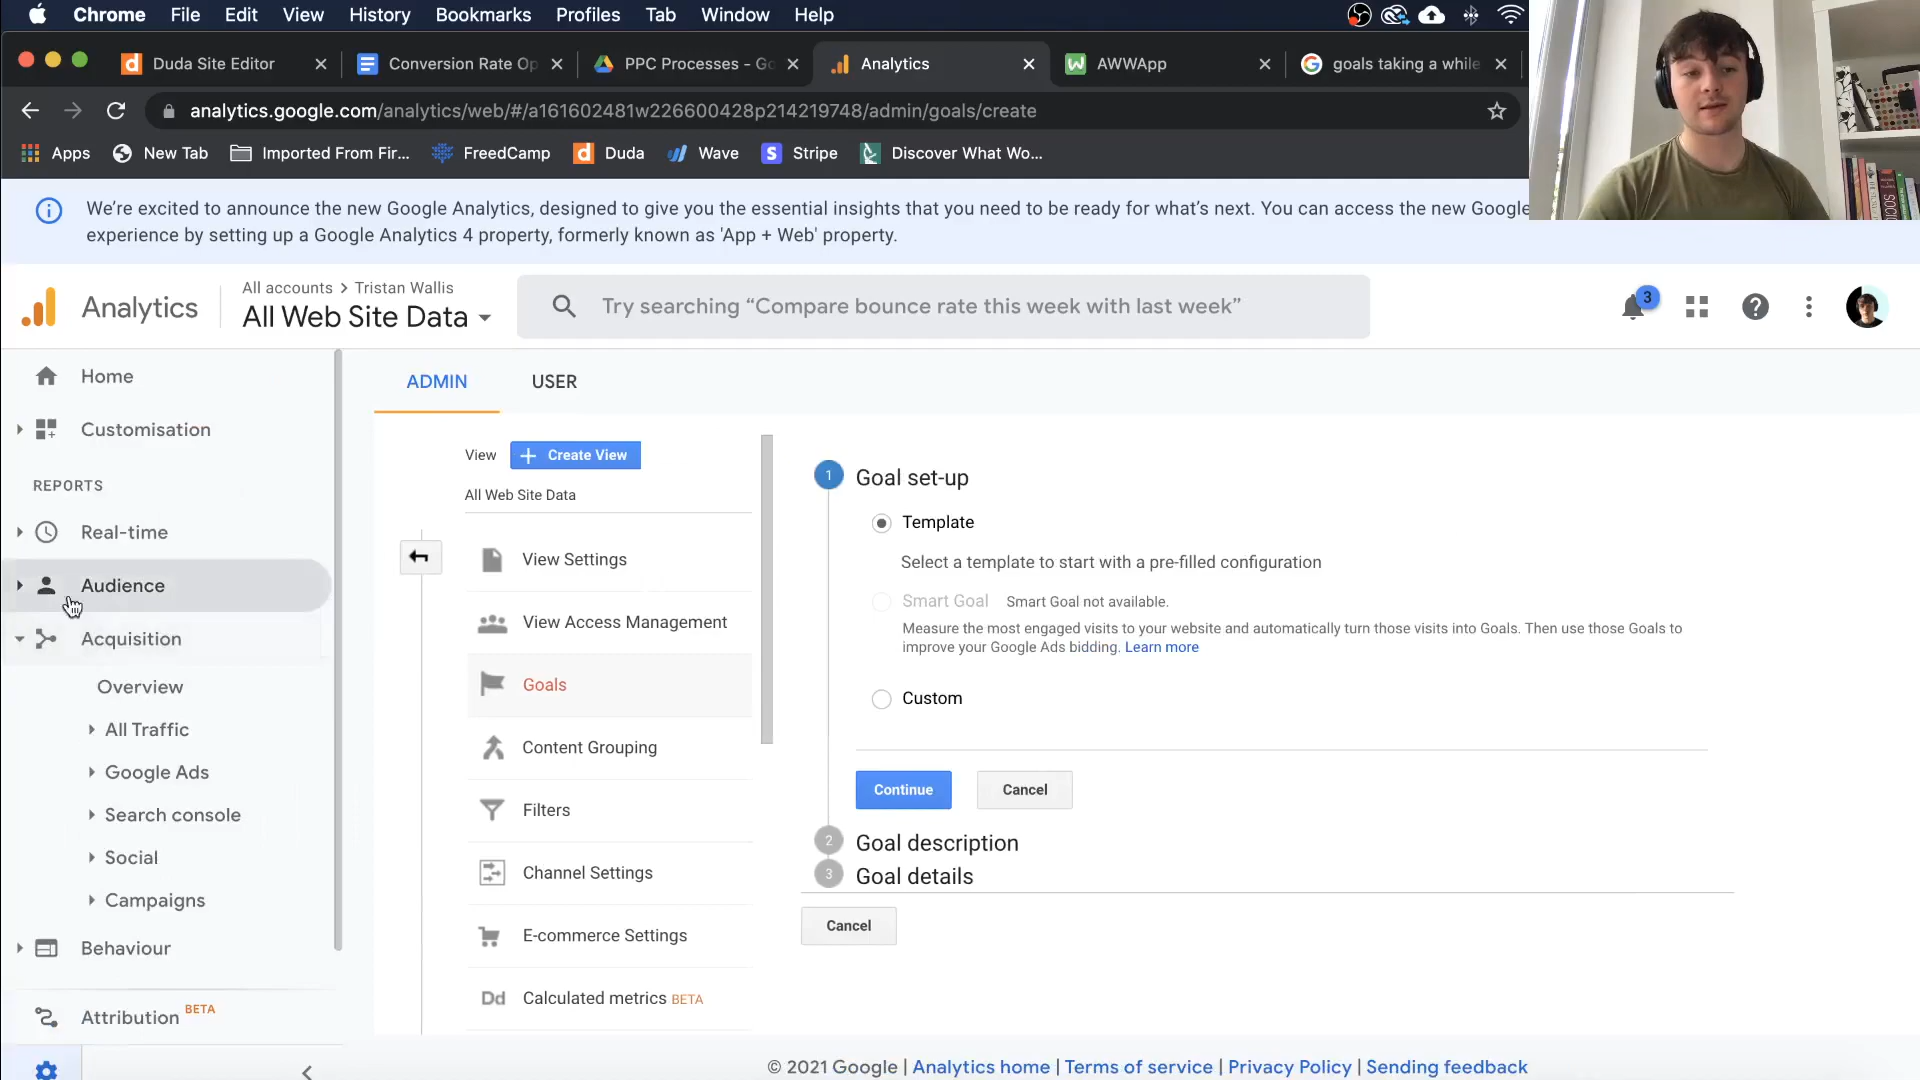 Chrome File Edit View History Bookmarks Profiles Tab Window Help
Duda Site Editor
Conversion Rate Op
PPC Processes - Go
Analytics
AWWApp
goals taking a while
analytics.google.com/analytics/web/#/a161602481w226600428p214219748/admin/goals/create
Apps New Tab Imported From Fir... FreedCamp Duda Wave Stripe Discover What Wo...
We're excited to announce the new Google Analytics, designed to give you the essential insights that you need to be ready for what's next. You can access the new Google
experience by setting up a Google Analytics 4 property, formerly known as 'App + Web' property.
Analytics
All accounts > Tristan Wallis
All Web Site Data
Try searching “Compare bounce rate this week with last week”
3
Home
Customisation
REPORTS
Real-time
Audience
Acquisition
Overview
All Traffic
Google Ads
Search console
Social
Campaigns
Behaviour
Attribution BETA
ADMIN USER
View + Create View
All Web Site Data
View Settings
View Access Management
Goals
Content Grouping
Filters
Channel Settings
E-commerce Settings
Dd Calculated metrics BETA
1 Goal set-up
Template
Select a template to start with a pre-filled configuration
Smart Goal Smart Goal not available.
Measure the most engaged visits to your website and automatically turn those visits into Goals. Then use those Goals to
improve your Google Ads bidding. Learn more
Custom
Continue Cancel
2 Goal description
3 Goal details
Cancel
© 2021 Google | Analytics home | Terms of service | Privacy Policy | Sending feedback